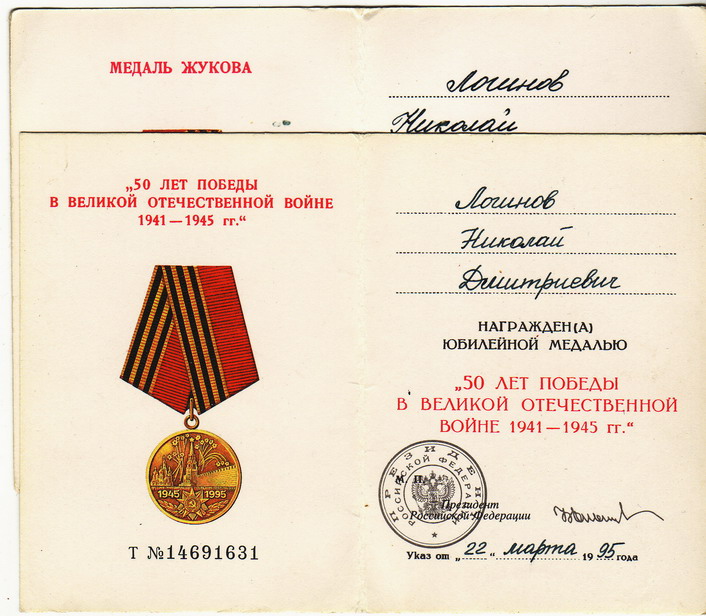 МЕДАЛЬ ЖУКОВА
Логинов
Николай
„50 ЛЕТ ПОБЕДЫ
В ВЕЛИКОЙ ОТЕЧЕСТВЕННОЙ ВОЙНЕ
1941—1945 гг.“
1945 1995
Т №14691631
Логинов
Николай
Дмитриевич
НАГРАЖДЕН(А)
ЮБИЛЕЙНОЙ МЕДАЛЬЮ
„50 ЛЕТ ПОБЕДЫ
В ВЕЛИКОЙ ОТЕЧЕСТВЕННОЙ
ВОЙНЕ 1941—1945 гг.“
ПРЕЗИДЕНТ
РОССИЙСКОЙ ФЕДЕРАЦИИ
М. П.
Президент
Российской Федерации
Указ от „22“ марта 1995 года